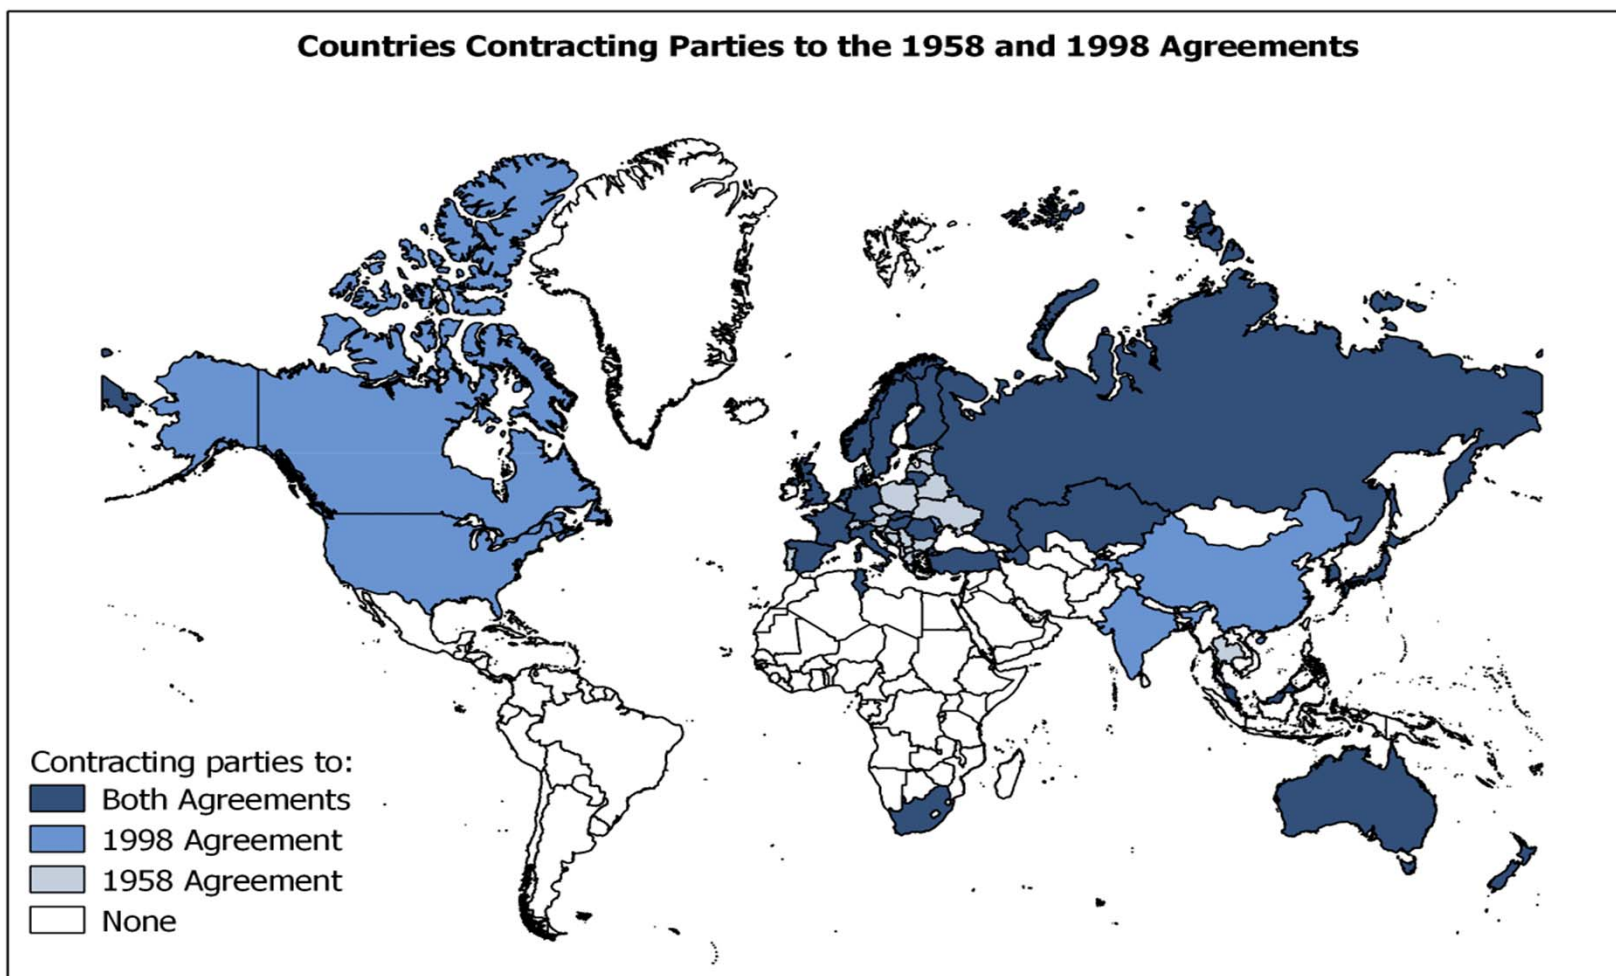 Countries Contracting Parties to the 1958 and 1998 Agreements
Contracting parties to:
Both Agreements
1998 Agreement
1958 Agreement
None